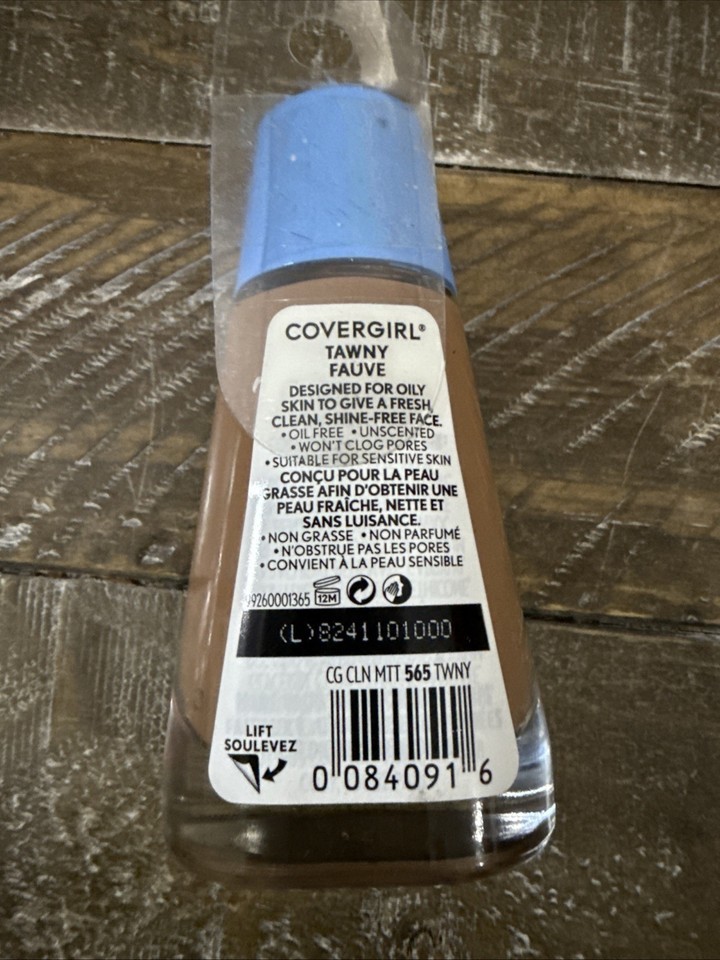 COVERGIRL®
TAWNY
FAUVE
DESIGNED FOR OILY
SKIN TO GIVE A FRESH,
CLEAN, SHINE-FREE FACE.
• OIL FREE • UNSCENTED
• WON'T CLOG PORES
• SUITABLE FOR SENSITIVE SKIN
CONÇU POUR LA PEAU
GRASSE AFIN D'OBTENIR UNE
PEAU FRAÎCHE, NETTE ET
SANS LUISANCE.
• NON GRASSE • NON PARFUMÉ
• N'OBSTRUE PAS LES PORES
• CONVIENT À LA PEAU SENSIBLE
99260001365 12M
(L)8241101000
CG CLN MTT 565 TWNY
LIFT
SOULEVEZ
0 084091 6